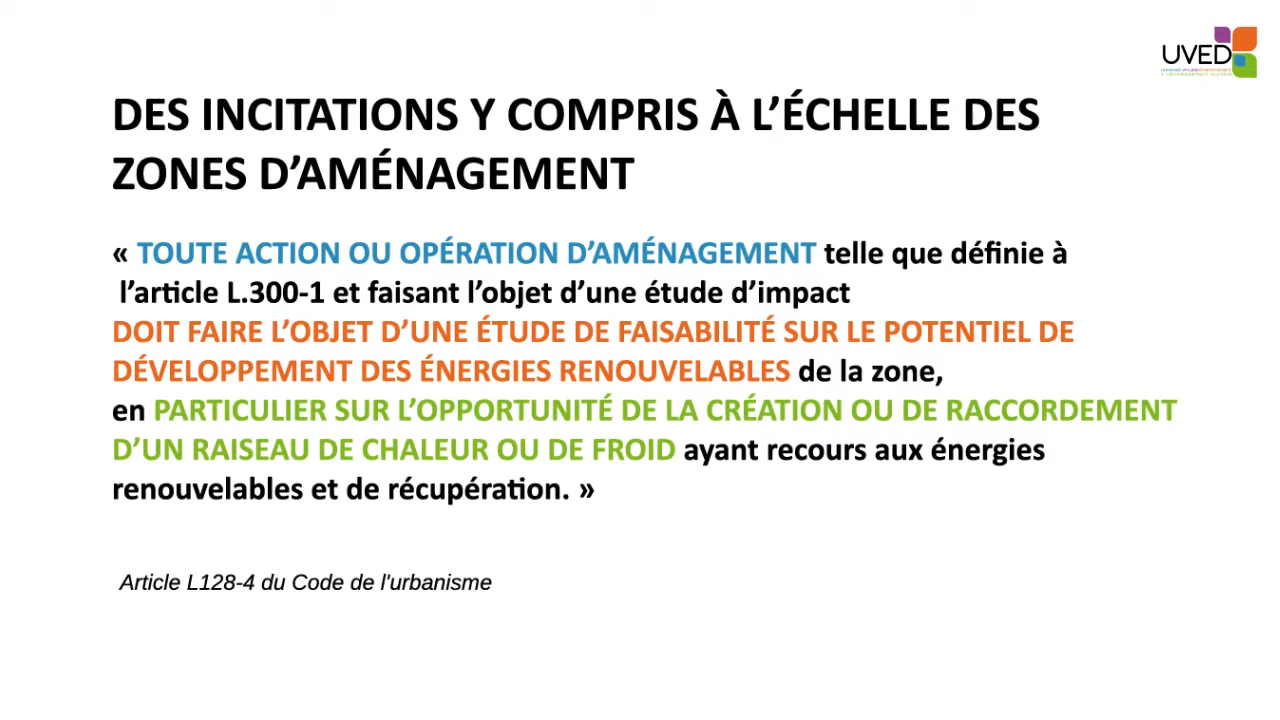 UVED
DES INCITATIONS Y COMPRIS À L’ÉCHELLE DES
ZONES D’AMÉNAGEMENT
« TOUTE ACTION OU OPÉRATION D’AMÉNAGEMENT telle que définie à
l’article L.300-1 et faisant l’objet d’une étude d’impact
DOIT FAIRE L’OBJET D’UNE ÉTUDE DE FAISABILITÉ SUR LE POTENTIEL DE
DÉVELOPPEMENT DES ÉNERGIES RENOUVELABLES de la zone,
en PARTICULIER SUR L’OPPORTUNITÉ DE LA CRÉATION OU DE RACCORDEMENT
D’UN RAISEAU DE CHALEUR OU DE FROID ayant recours aux énergies
renouvelables et de récupération. »
Article L128-4 du Code de l'urbanisme